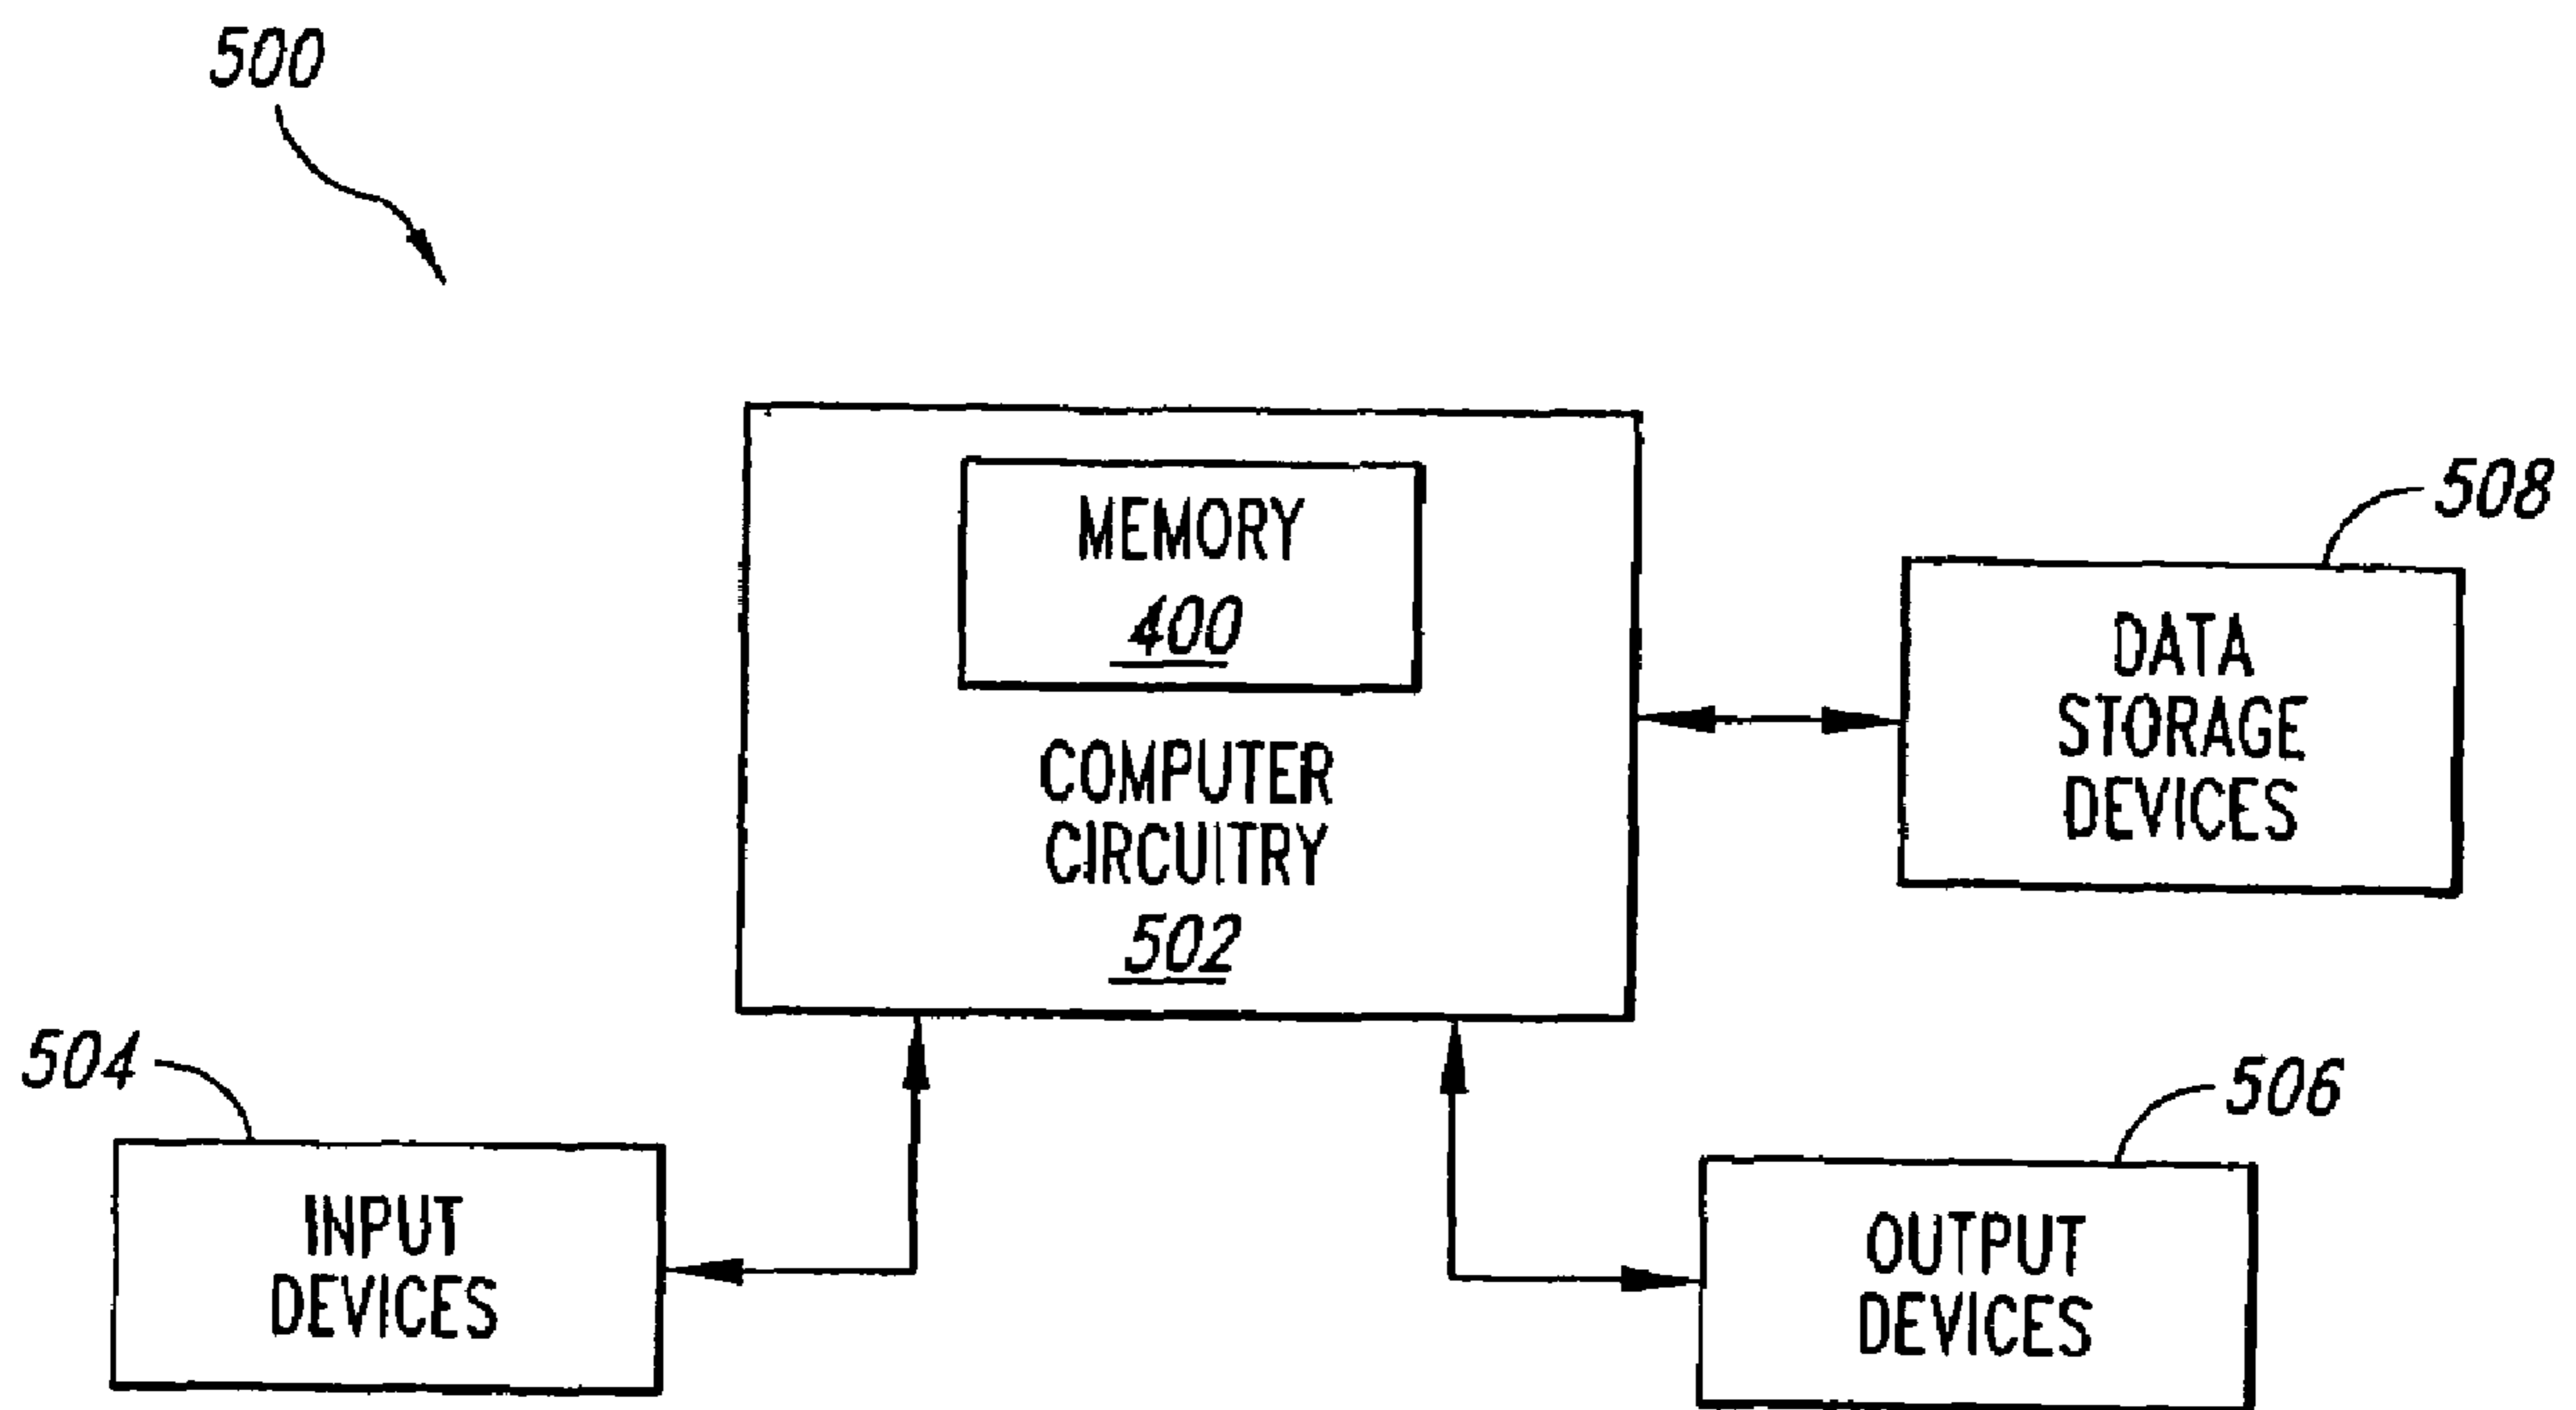 500
MEMORY
400
COMPUTER
CIRCUITRY
502
508
DATA
STORAGE
DEVICES
504
INPUT
DEVICES
506
OUTPUT
DEVICES